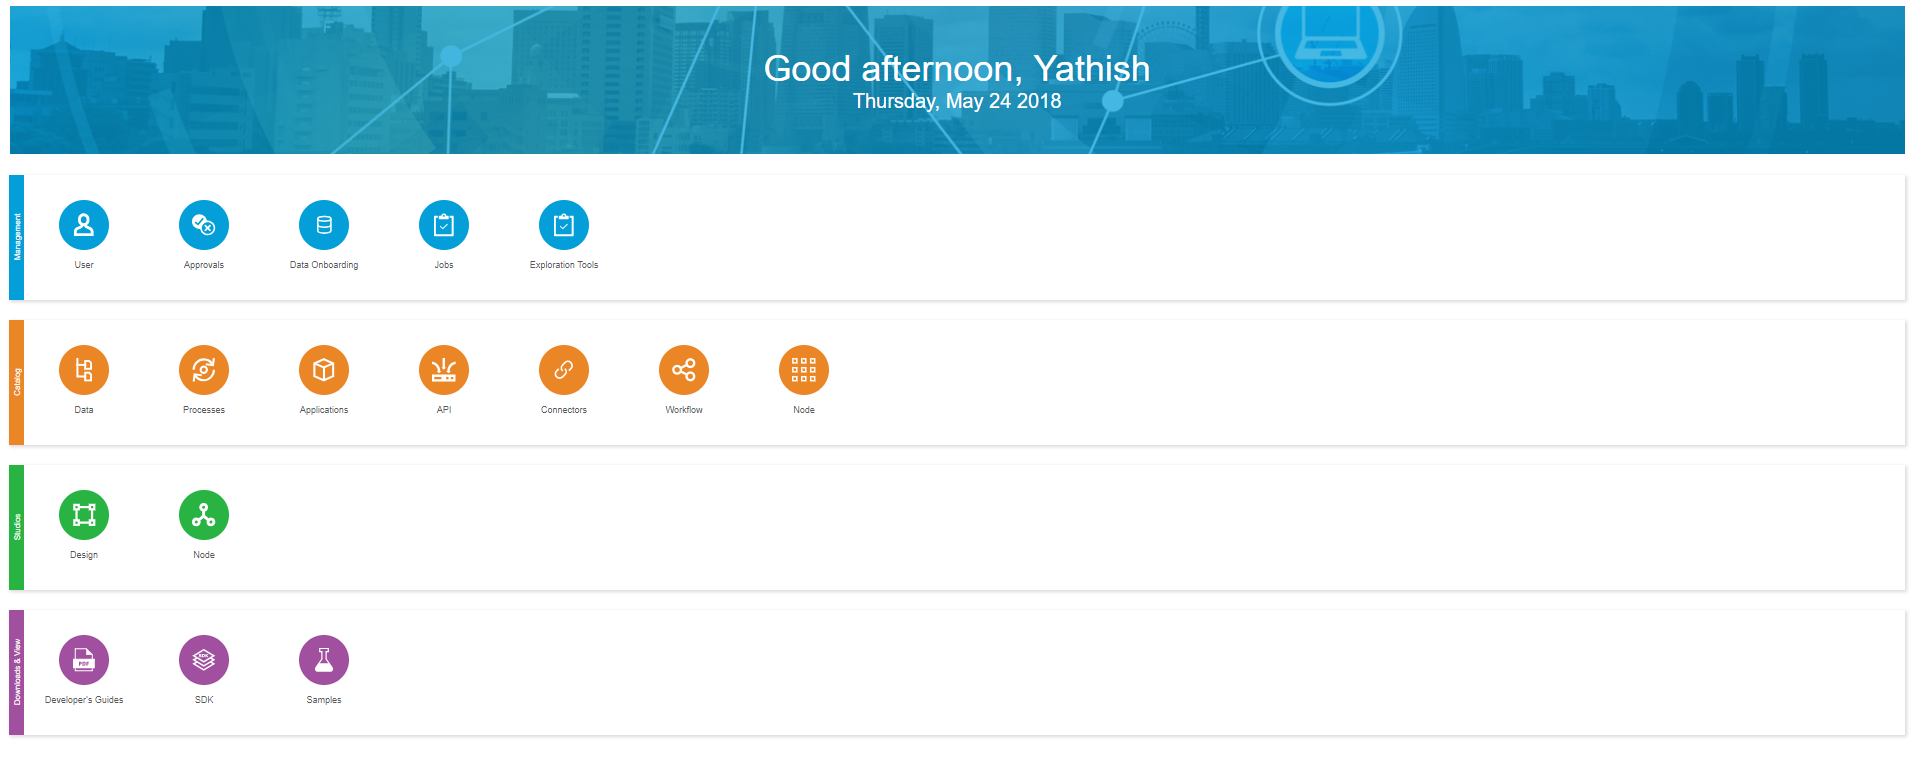 Good afternoon, Yathish
Thursday, May 24 2018
Management
User
Approvals
Data Onboarding
Jobs
Exploration Tools
Catalog
Data
Processes
Applications
API
Connectors
Workflow
Node
Studios
Design
Node
Downloads & View
PDF
SDK
Developer's Guides
SDK
Samples